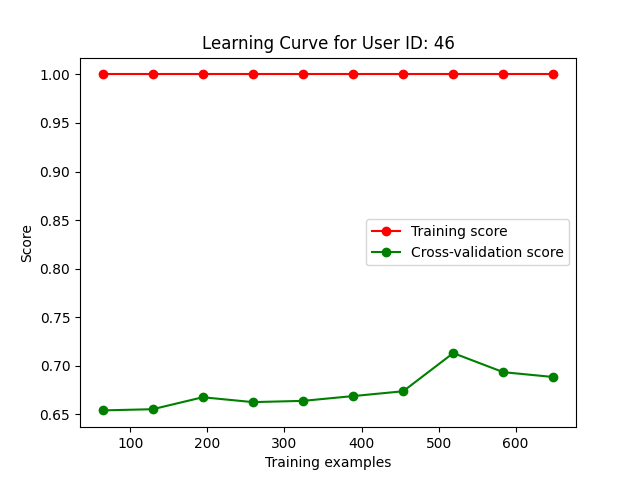 Learning Curve for User ID: 46
1.00
0.95
0.90
0.85
0.80
0.75
0.70
0.65
Score
Training score
Cross-validation score
100 200 300 400 500 600
Training examples